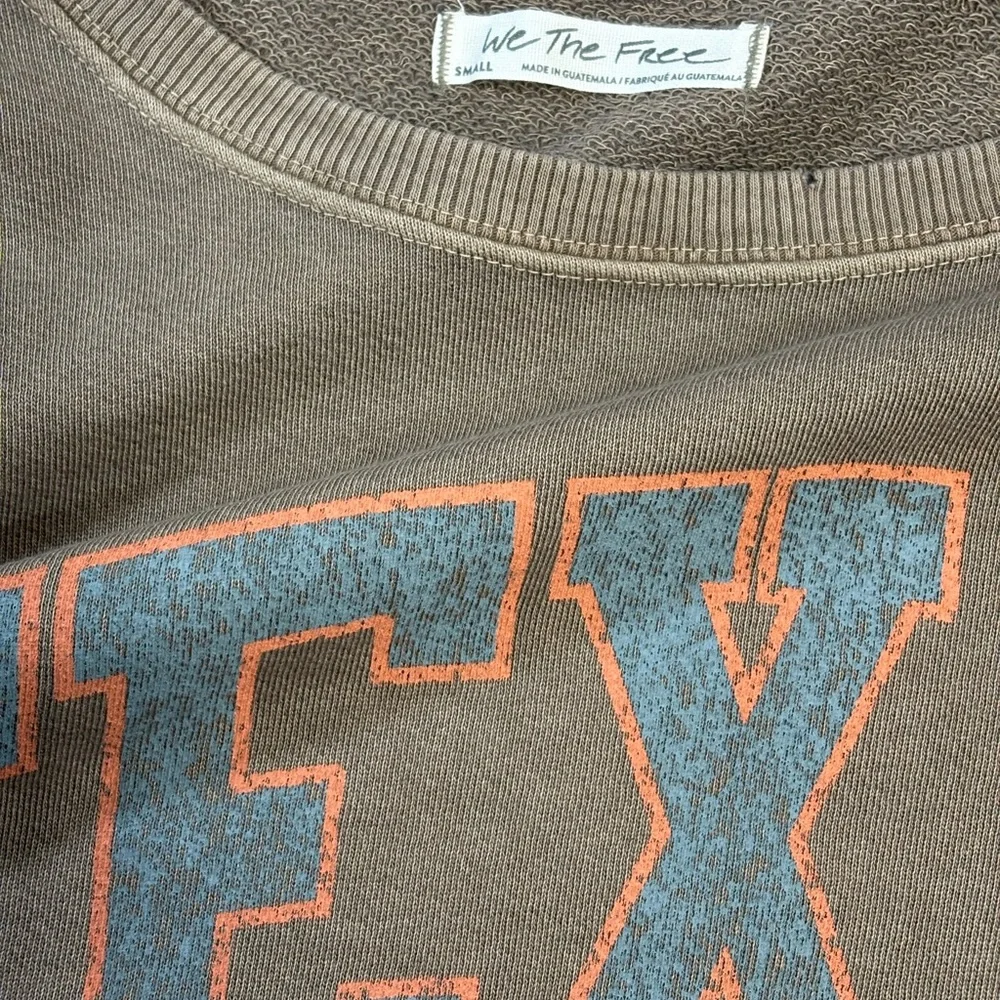 We The Free
SMALL MADE IN GUATEMALA / FABRIQUÉ AU GUATEMALA
EX